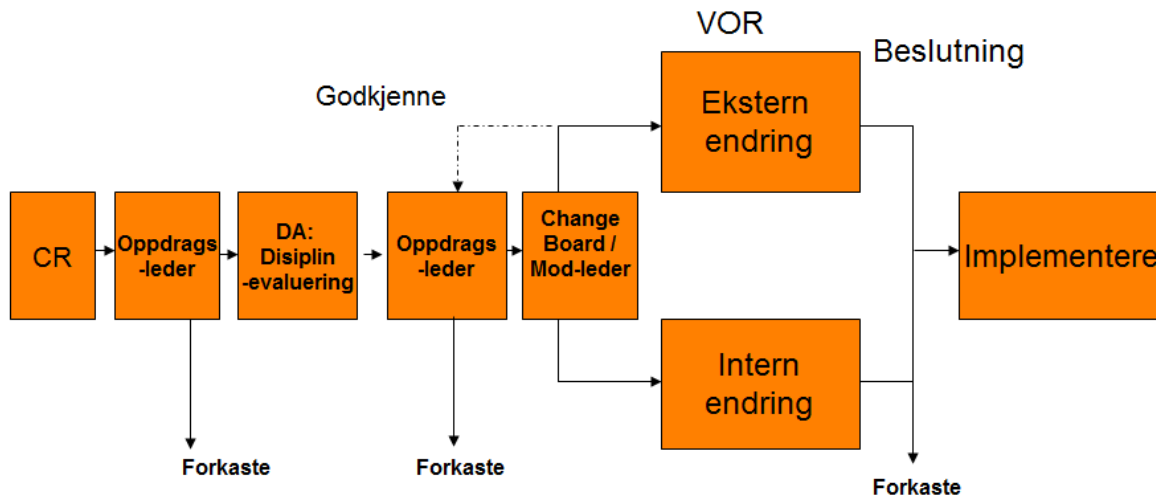 VOR
Beslutning
Godkjenne
Ekstern
endring
CR
Oppdrags
-leder
DA:
Disiplin
-evaluering
Oppdrags
-leder
Change
Board /
Mod-leder
Implementere
Intern
endring
Forkaste
Forkaste
Forkaste